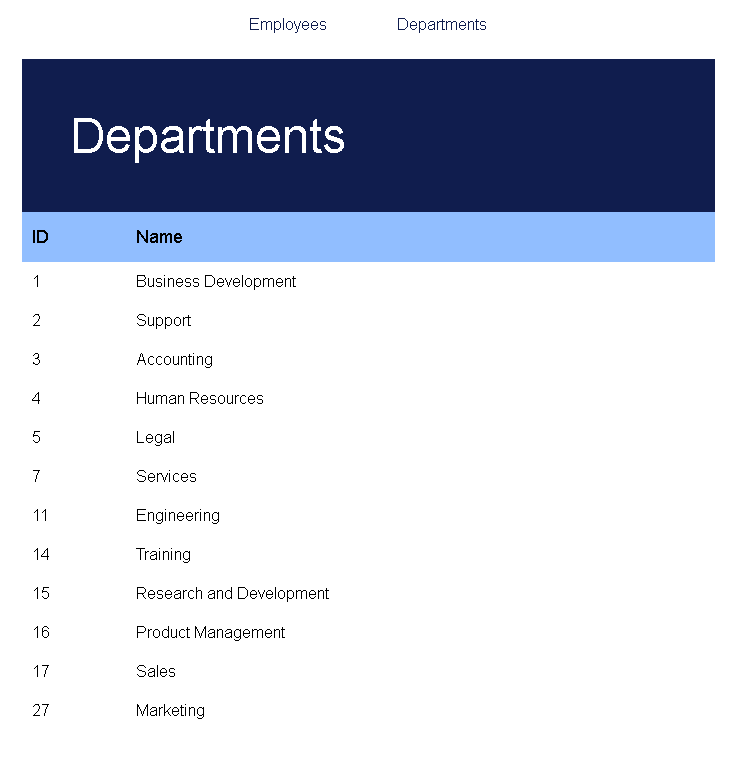 Employees Departments
Departments
ID Name
1 Business Development
2 Support
3 Accounting
4 Human Resources
5 Legal
7 Services
11 Engineering
14 Training
15 Research and Development
16 Product Management
17 Sales
27 Marketing